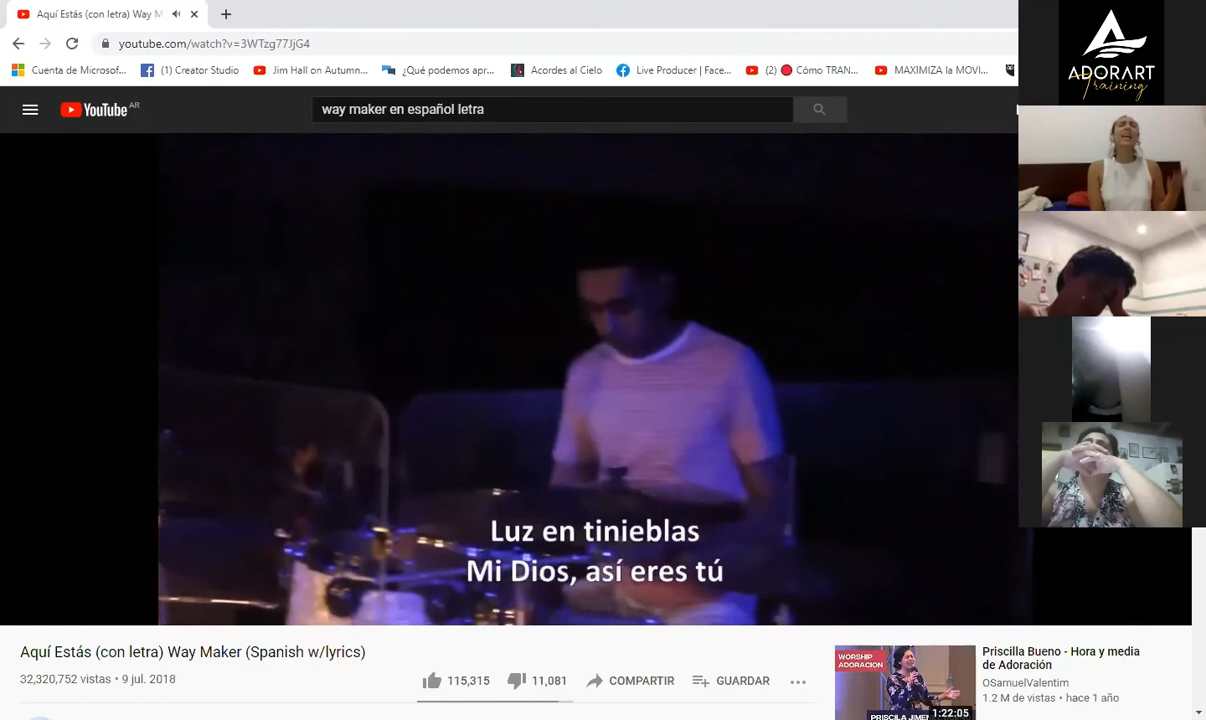 Aquí Estás (con letra) Way M
youtube.com/watch?v=3WTzg77JjG4
Cuenta de Microsof...
(1) Creator Studio
Jim Hall on Autumn...
¿Qué podemos apr...
Acordes al Cielo
Live Producer | Face...
(2) 🔴 Cómo TRAN...
MAXIMIZA la MOVI...
ADORART
Training
YouTube AR
way maker en español letra
Luz en tinieblas
Mi Dios, así eres tú
Aquí Estás (con letra) Way Maker (Spanish w/lyrics)
32,320,752 vistas • 9 jul. 2018
115,315
11,081
COMPARTIR
GUARDAR
WORSHIP
ADORACION
PRISCILLA JIME
1:22:05
Priscilla Bueno - Hora y media
de Adoración
OSamuelValentim
1.2 M de vistas • hace 1 año